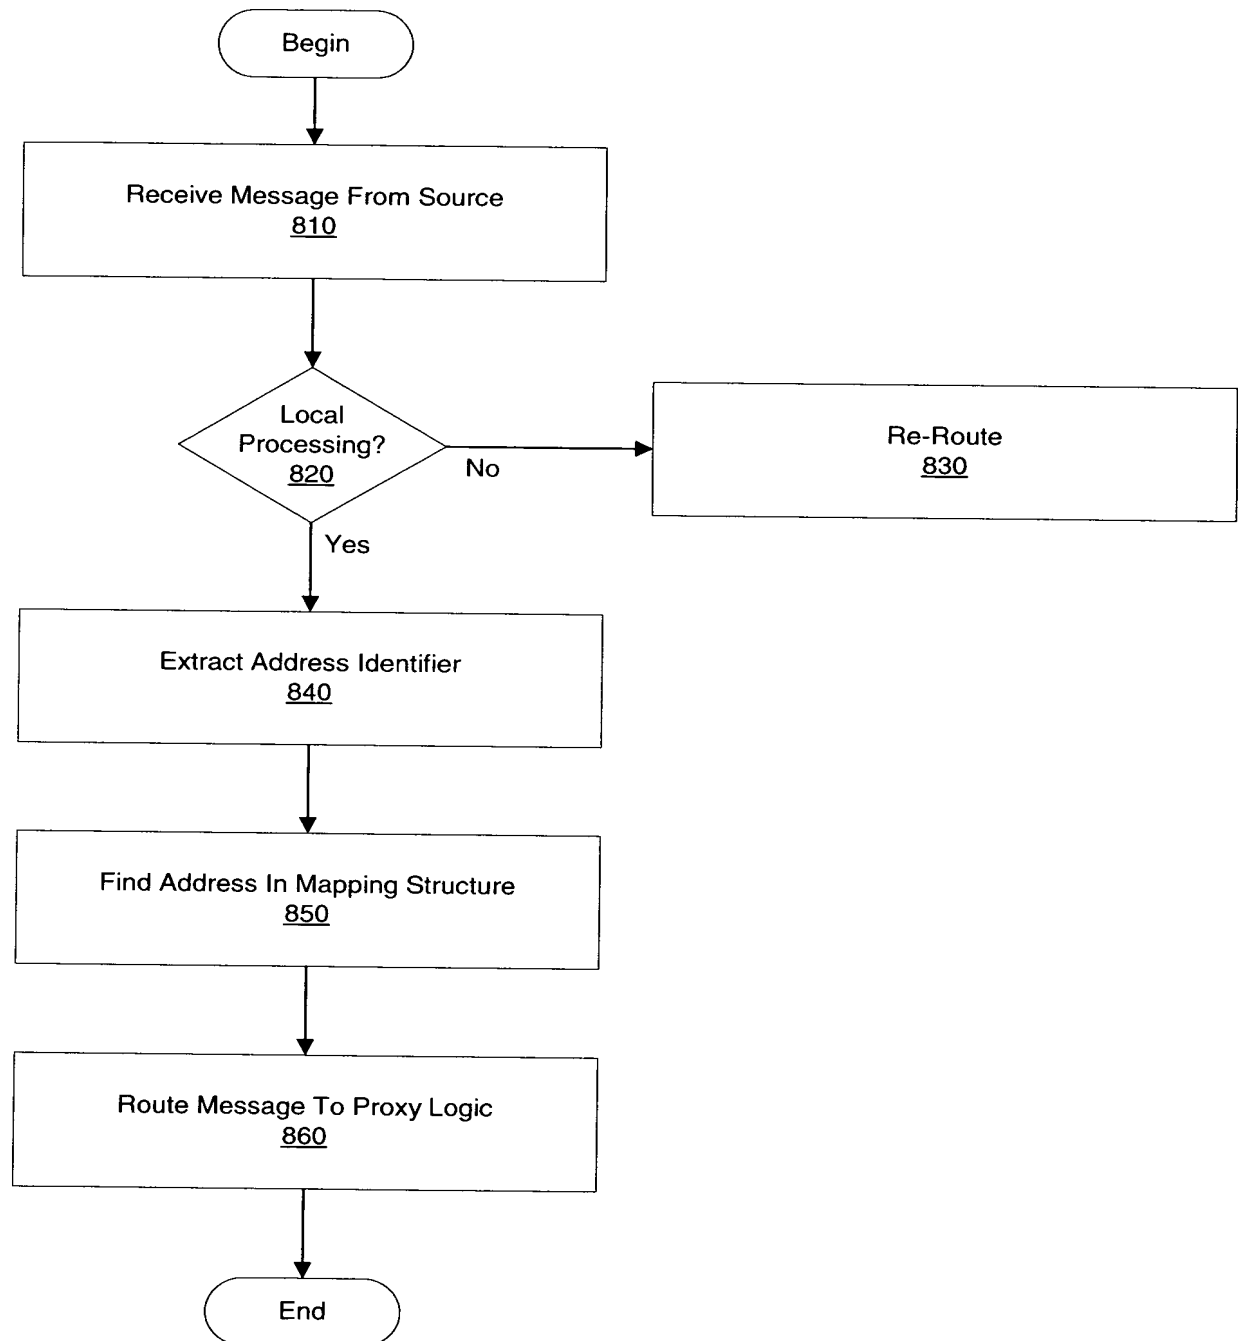 Begin
Receive Message From Source
810
Local
Processing?
820
No
Re-Route
830
Yes
Extract Address Identifier
840
Find Address In Mapping Structure
850
Route Message To Proxy Logic
860
End